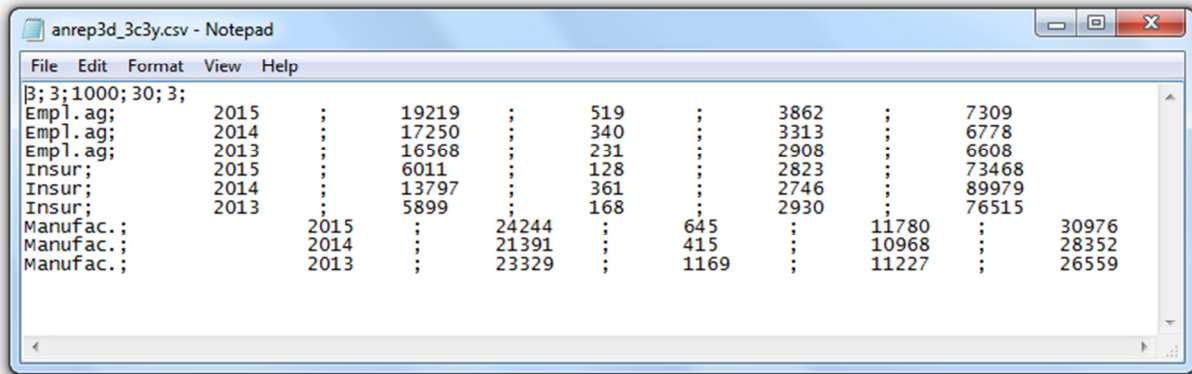 anrep3d_3c3y.csv - Notepad
File Edit Format View Help
3;3;1000;30;3;
Empl.ag; 2015 ; 19219 ; 519 ; 3862 ; 7309
Empl.ag; 2014 ; 17250 ; 340 ; 3313 ; 6778
Empl.ag; 2013 ; 16568 ; 231 ; 2908 ; 6608
Insur; 2015 ; 6011 ; 128 ; 2823 ; 73468
Insur; 2014 ; 13797 ; 361 ; 2746 ; 89979
Insur; 2013 ; 5899 ; 168 ; 2930 ; 76515
Manufac.; 2015 ; 24244 ; 645 ; 11780 ; 30976
Manufac.; 2014 ; 21391 ; 415 ; 10968 ; 28352
Manufac.; 2013 ; 23329 ; 1169 ; 11227 ; 26559